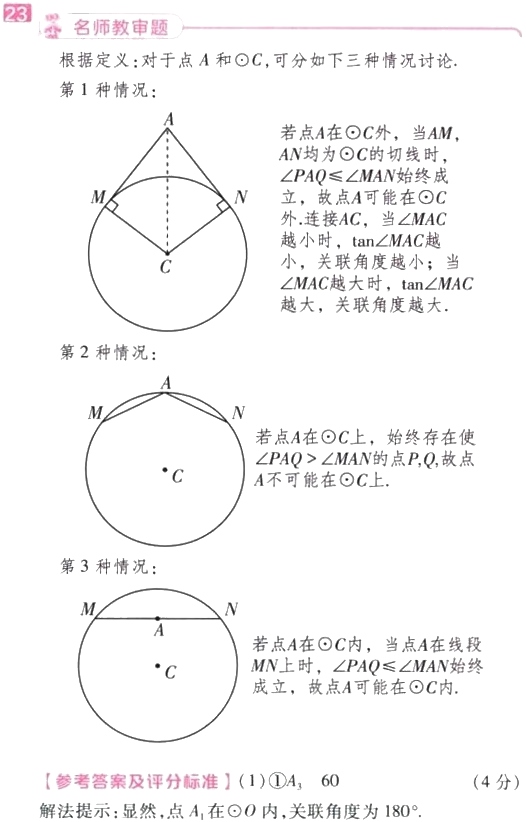 23
名师教审题
根据定义:对于点 A 和⊙C,可分如下三种情况讨论.
第 1 种情况:
A
M
N
C
若点A在⊙C外，当AM，
AN均为⊙C的切线时，
∠PAQ≤∠MAN始终成
立，故点A可能在⊙C
外.连接AC，当∠MAC
越小时，tan∠MAC越
小，关联角度越小；当
∠MAC越大时，tan∠MAC
越大，关联角度越大.
第 2 种情况:
A
M
N
C
若点A在⊙C上，始终存在使
∠PAQ>∠MAN的点P,Q,故点
A不可能在⊙C上.
第 3 种情况:
M
N
A
C
若点A在⊙C内，当点A在线段
MN上时，∠PAQ≤∠MAN始终
成立，故点A可能在⊙C内.
【参考答案及评分标准】(1)①A₃ 60 (4 分)
解法提示:显然,点 A₁在⊙O 内,关联角度为 180°.